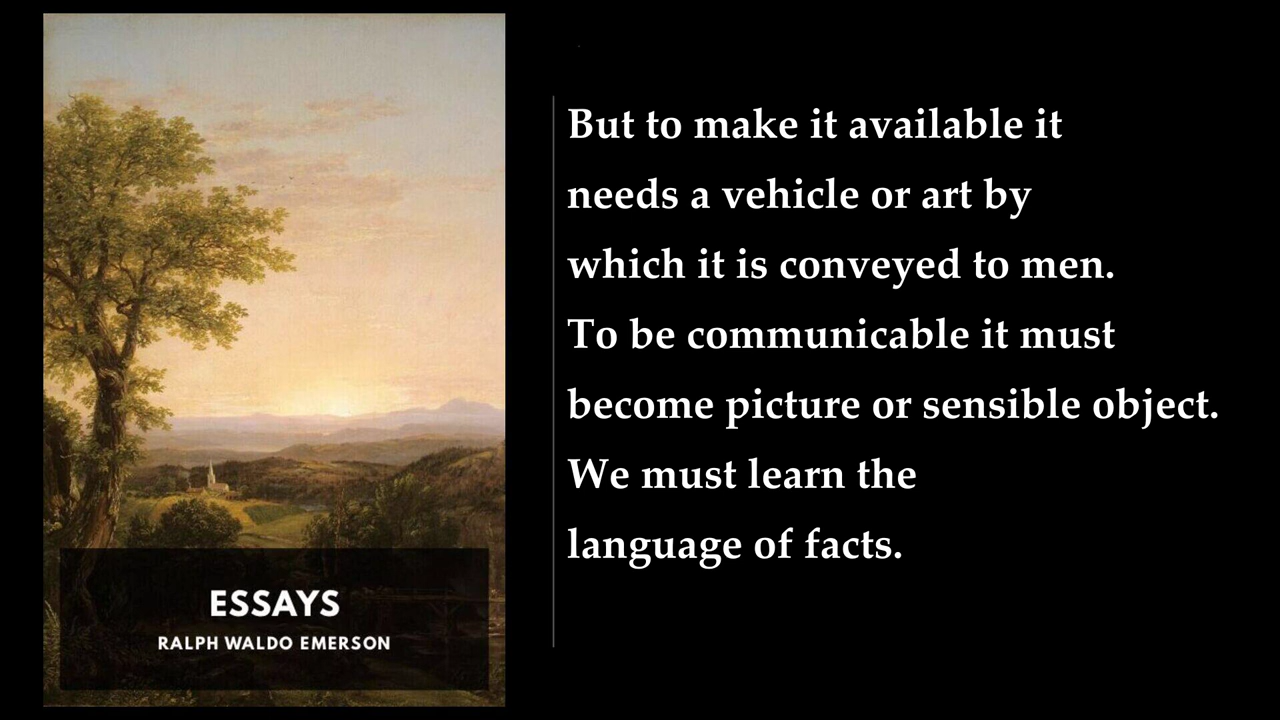 ESSAYS
RALPH WALDO EMERSON
But to make it available it
needs a vehicle or art by
which it is conveyed to men.
To be communicable it must
become picture or sensible object.
We must learn the
language of facts.